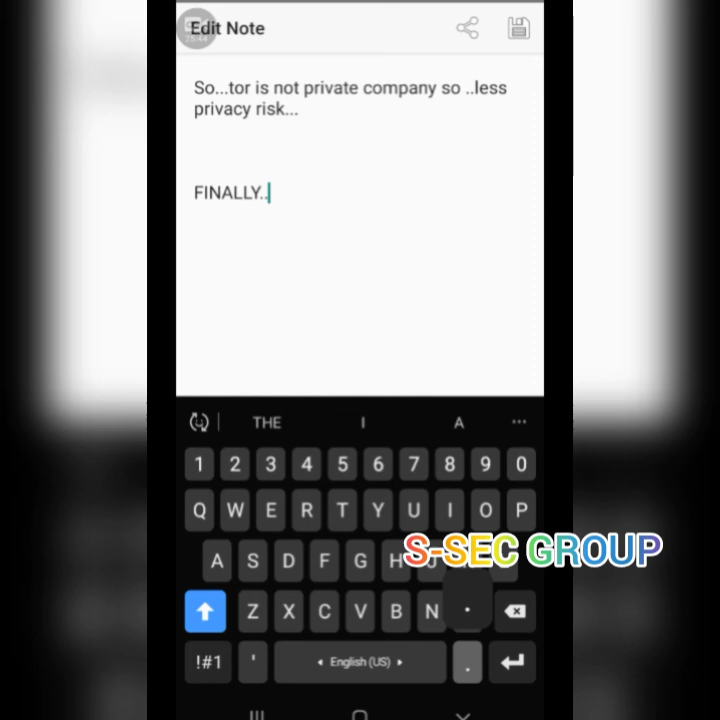 Edit Note
So...tor is not private company so ..less
privacy risk...
FINALLY..
THE I A ...
1 2 3 4 5 6 7 8 9 0
Q W E R T Y U I O P
A S D F G H
S-SEC GROUP
Z X C V B N .
!#1 ' English (US) .